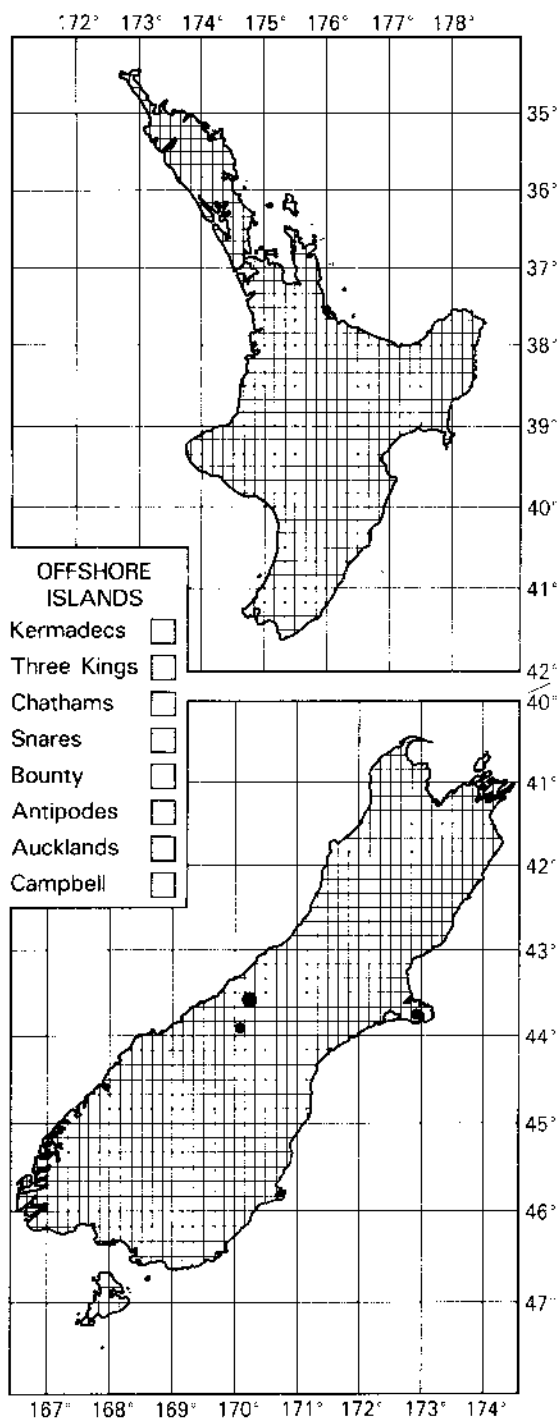 172° 173° 174° 175° 176° 177° 178°
35°
36°
37°
38°
39°
40°
41°
42°
OFFSHORE
ISLANDS
Kermadecs
Three Kings
Chathams
Snares
Bounty
Antipodes
Aucklands
Campbell
40°
41°
42°
43°
44°
45°
46°
47°
167° 168° 169° 170° 171° 172° 173° 174°